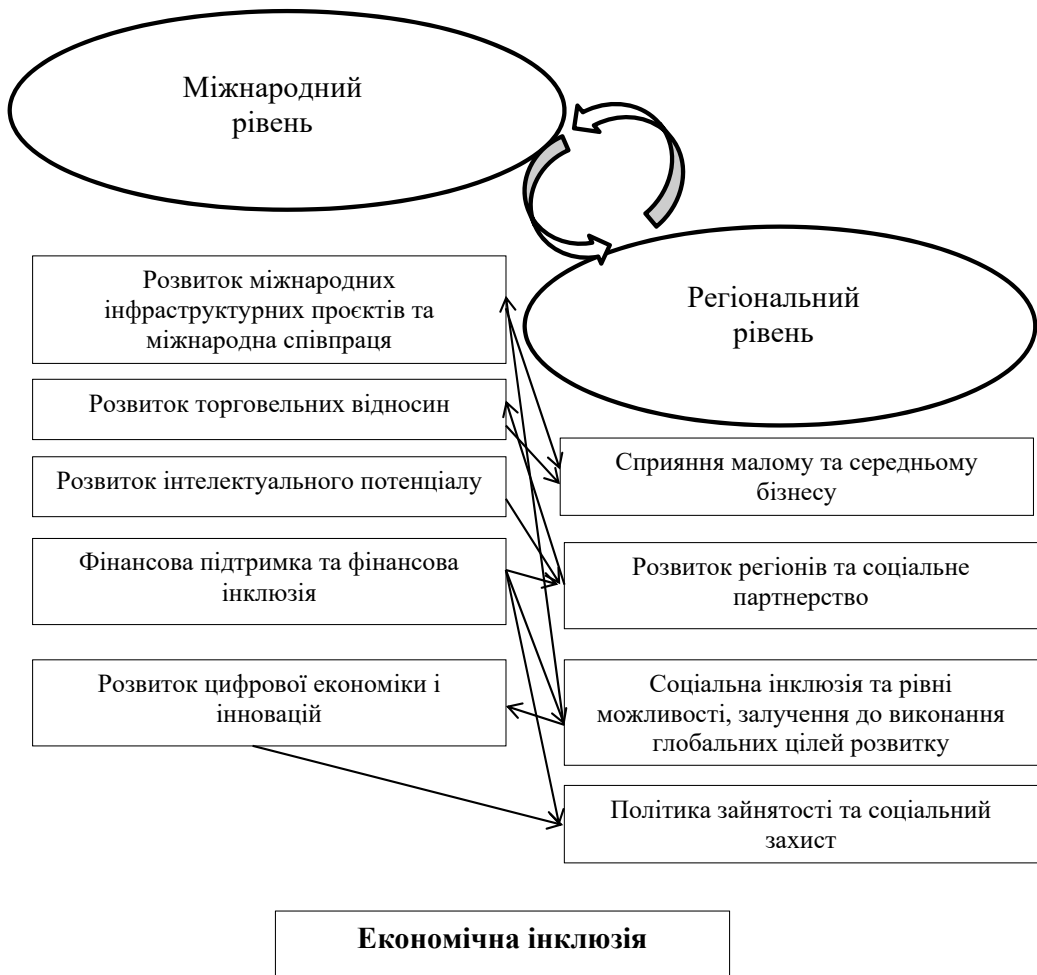 Міжнародний
рівень
Регіональний
рівень
Розвиток міжнародних
інфраструктурних проєктів та
міжнародна співпраця
Розвиток торговельних відносин
Розвиток інтелектуального потенціалу
Фінансова підтримка та фінансова
інклюзія
Розвиток цифрової економіки і
інновацій
Сприяння малому та середньому
бізнесу
Розвиток регіонів та соціальне
партнерство
Соціальна інклюзія та рівні
можливості, залучення до виконання
глобальних цілей розвитку
Політика зайнятості та соціальний
захист
Економічна інклюзія